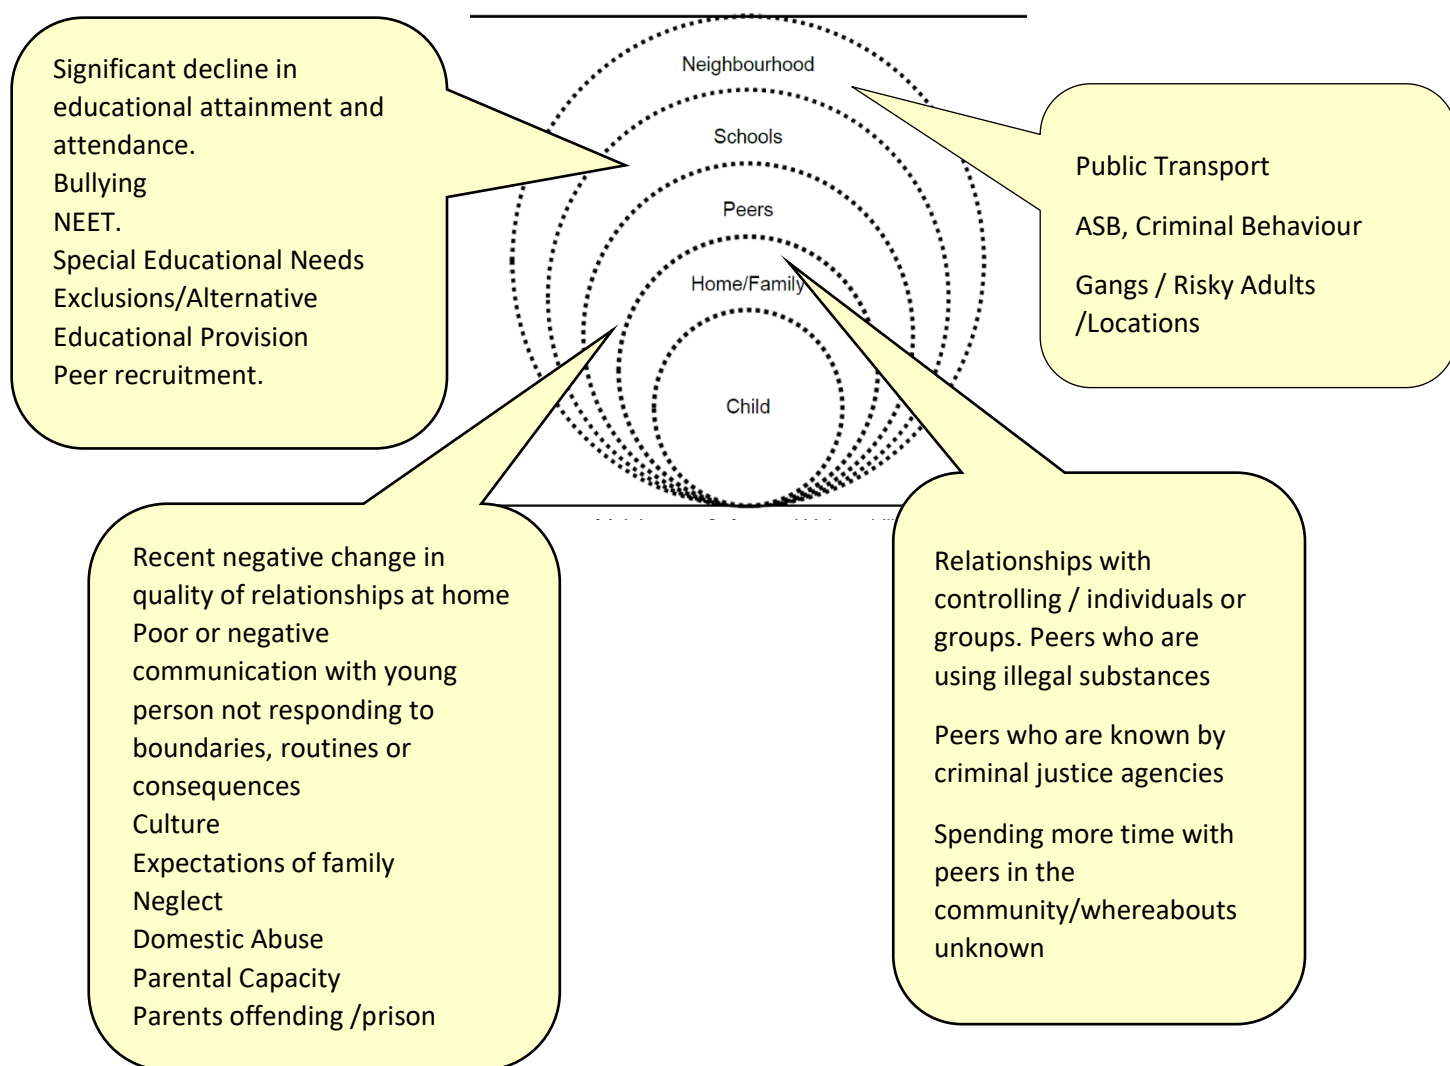 Significant decline in
educational attainment and
attendance.
Bullying
NEET.
Special Educational Needs
Exclusions/Alternative
Educational Provision
Peer recruitment.
Neighbourhood
Schools
Peers
Home/Family
Child
Public Transport
ASB, Criminal Behaviour
Gangs / Risky Adults
/Locations
Recent negative change in
quality of relationships at home
Poor or negative
communication with young
person not responding to
boundaries, routines or
consequences
Culture
Expectations of family
Neglect
Domestic Abuse
Parental Capacity
Parents offending /prison
Relationships with
controlling / individuals or
groups. Peers who are
using illegal substances
Peers who are known by
criminal justice agencies
Spending more time with
peers in the
community/whereabouts
unknown